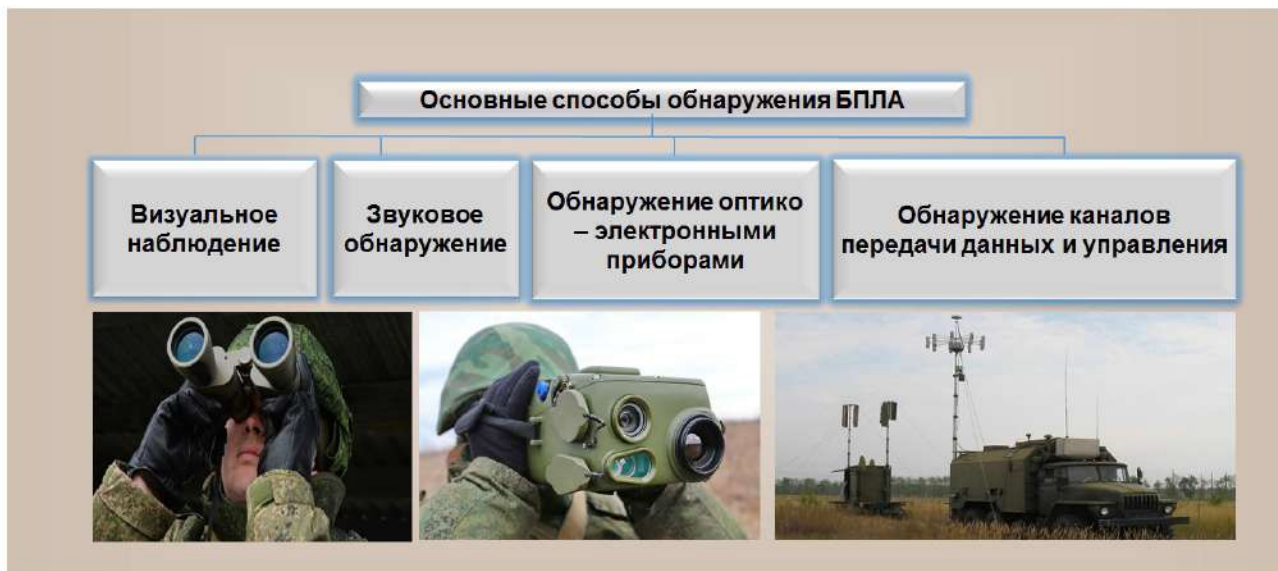 Основные способы обнаружения БПЛА
Визуальное
наблюдение
Звуковое
обнаружение
Обнаружение оптико
– электронными
приборами
Обнаружение каналов
передачи данных и управления